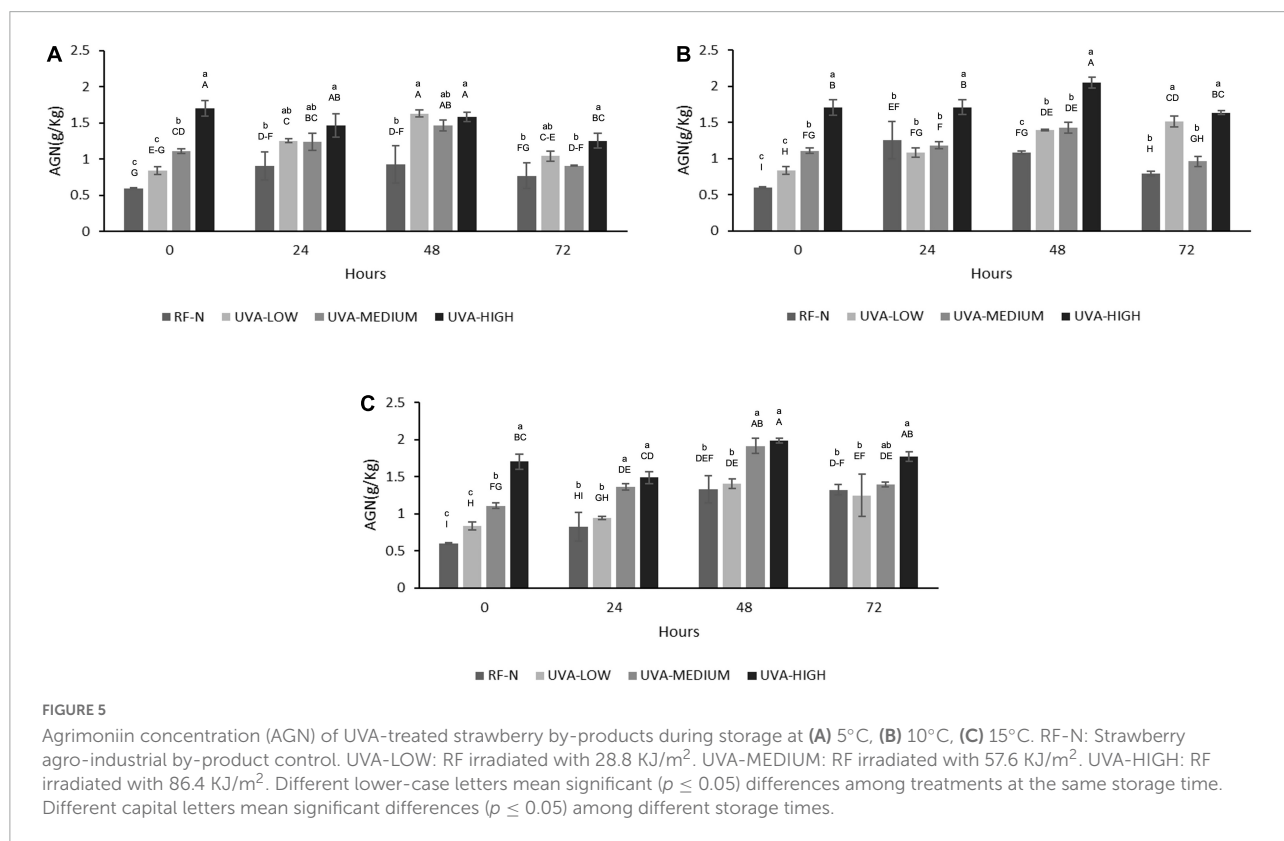 A
2.5
2
1.5
1
0.5
0
AGN(g/Kg)
c b a
c E-G CD A
G
a
b ab ab AB
D-F C BC
a ab a
b A AB A
D-F
a
b ab b BC
FG C-E D-F
0 24 48 72
Hours
RF-N UVA-LOW UVA-MEDIUM UVA-HIGH
B
2.5
2
1.5
1
0.5
0
AGN(g/Kg)
c c b a
I H FG B
b b b a
EF FG F B
c b b a
FG DE DE A
b a b a
H CD GH BC
0 24 48 72
Hours
RF-N UVA-LOW UVA-MEDIUM UVA-HIGH
C
2.5
2
1.5
1
0.5
0
AGN(g/Kg)
c c b a
I H FG BC
b b a a
HI GH DE CD
b b a a
DEF DE AB A
b b ab a
D-F EF DE AB
0 24 48 72
Hours
RF-N UVA-LOW UVA-MEDIUM UVA-HIGH
FIGURE 5
Agrimoniin concentration (AGN) of UVA-treated strawberry by-products during storage at (A) 5°C, (B) 10°C, (C) 15°C. RF-N: Strawberry
agro-industrial by-product control. UVA-LOW: RF irradiated with 28.8 KJ/m². UVA-MEDIUM: RF irradiated with 57.6 KJ/m². UVA-HIGH: RF
irradiated with 86.4 KJ/m². Different lower-case letters mean significant (p ≤ 0.05) differences among treatments at the same storage time.
Different capital letters mean significant differences (p ≤ 0.05) among different storage times.